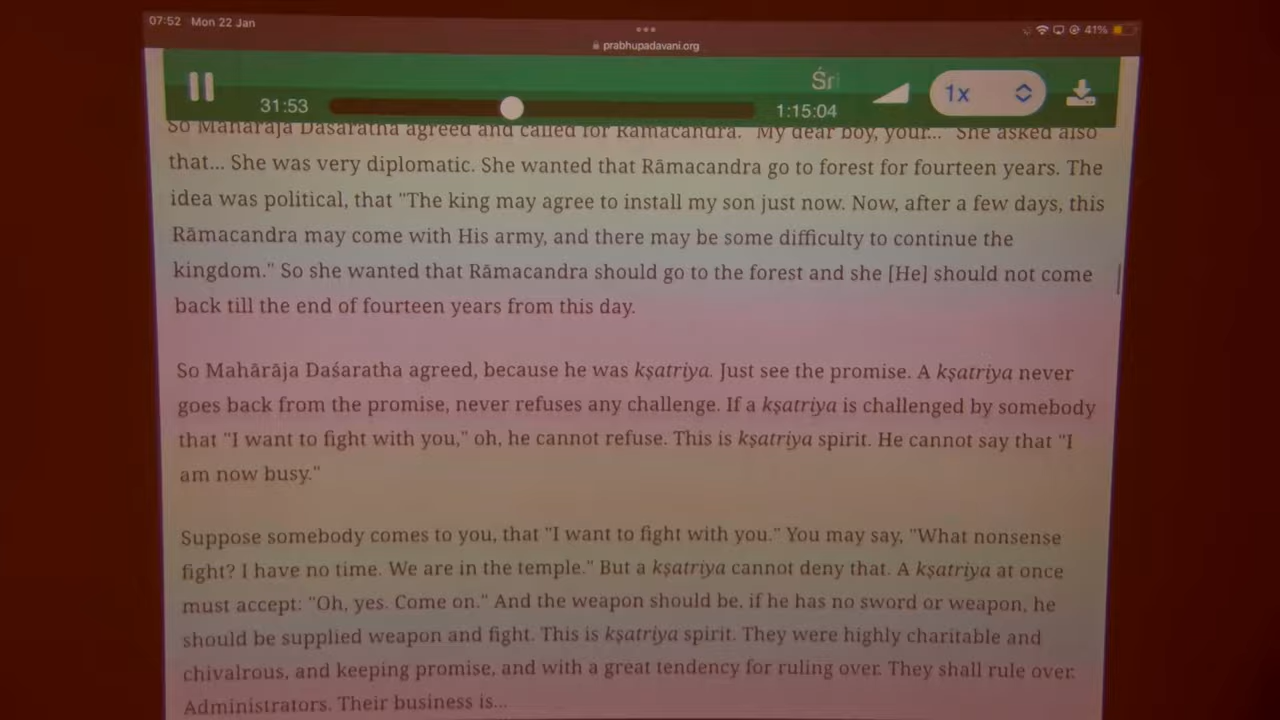 07:52 Mon 22 Jan
41%
prabhupadavani.org
Śri
31:53
1:15:04
1x
So Mahārāja Daśaratha agreed and called for Rāmacandra. "My dear boy, your..." She asked also
that... She was very diplomatic. She wanted that Rāmacandra go to forest for fourteen years. The
idea was political, that "The king may agree to install my son just now. Now, after a few days, this
Rāmacandra may come with His army, and there may be some difficulty to continue the
kingdom." So she wanted that Rāmacandra should go to the forest and she [He] should not come
back till the end of fourteen years from this day.
So Mahārāja Daśaratha agreed, because he was kṣatriya. Just see the promise. A kṣatriya never
goes back from the promise, never refuses any challenge. If a kṣatriya is challenged by somebody
that "I want to fight with you," oh, he cannot refuse. This is kṣatriya spirit. He cannot say that "I
am now busy."
Suppose somebody comes to you, that "I want to fight with you." You may say, "What nonsense
fight? I have no time. We are in the temple." But a kṣatriya cannot deny that. A kṣatriya at once
must accept: "Oh, yes. Come on." And the weapon should be, if he has no sword or weapon, he
should be supplied weapon and fight. This is kṣatriya spirit. They were highly charitable and
chivalrous, and keeping promise, and with a great tendency for ruling over. They shall rule over.
Administrators. Their business is...